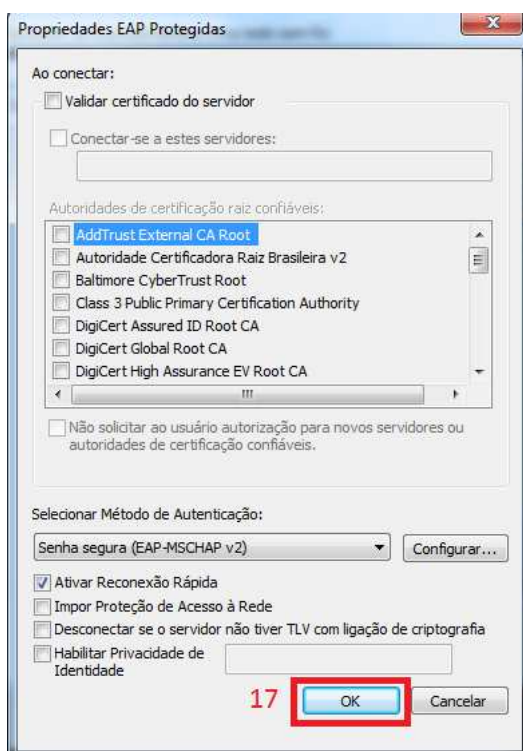 Propriedades EAP Protegidas
Ao conectar:
Validar certificado do servidor
Conectar-se a estes servidores:
Autoridades de certificação raiz confiáveis:
AddTrust External CA Root
Autoridade Certificadora Raiz Brasileira v2
Baltimore CyberTrust Root
Class 3 Public Primary Certification Authority
DigiCert Assured ID Root CA
DigiCert Global Root CA
DigiCert High Assurance EV Root CA
Não solicitar ao usuário autorização para novos servidores ou
autoridades de certificação confiáveis.
Selecionar Método de Autenticação:
Senha segura (EAP-MSCHAP v2)
Configurar...
Ativar Reconexão Rápida
Impor Proteção de Acesso à Rede
Desconectar se o servidor não tiver TLV com ligação de criptografia
Habilitar Privacidade de
Identidade
17
OK
Cancelar